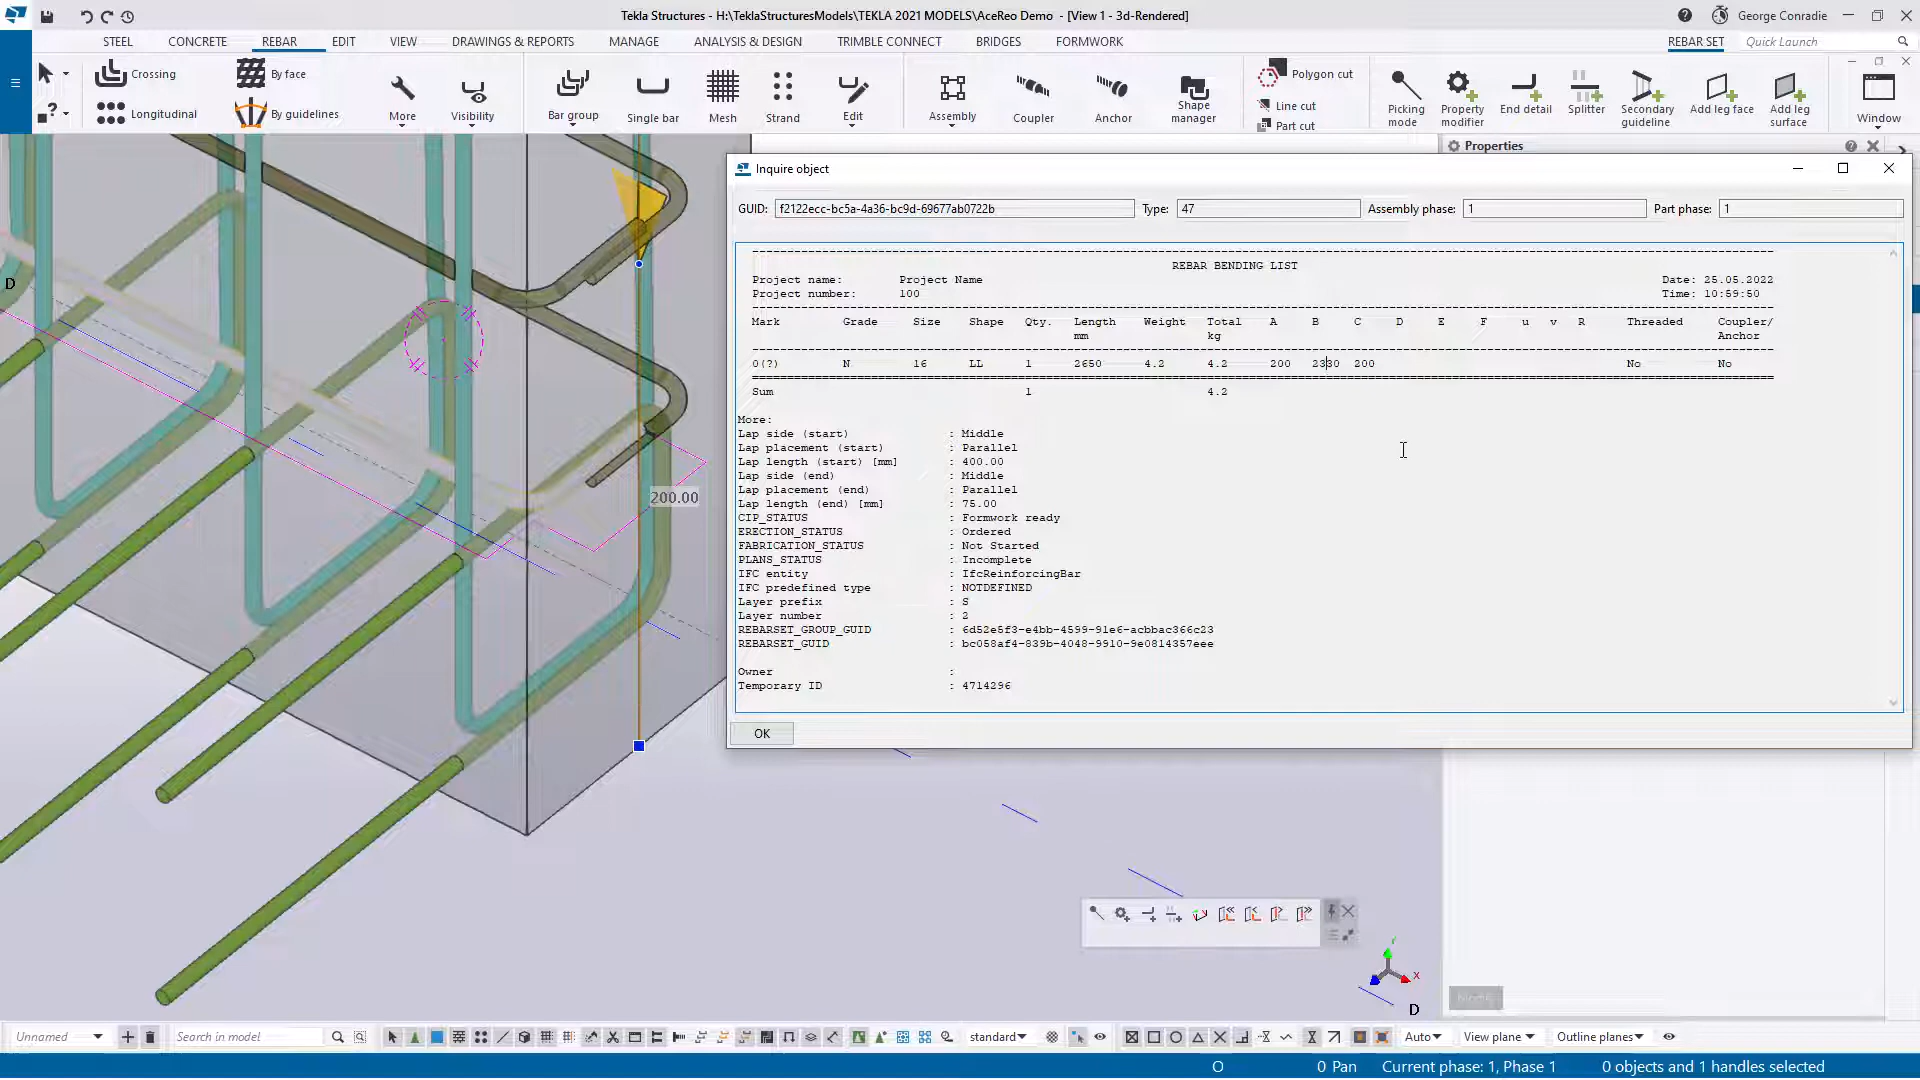 Tekla Structures - H:\TeklaStructuresModels\TEKLA 2021 MODELS\AceReo Demo - [View 1 - 3d-Rendered]
George Conradie
STEEL CONCRETE REBAR EDIT VIEW DRAWINGS & REPORTS MANAGE ANALYSIS & DESIGN TRIMBLE CONNECT BRIDGES FORMWORK REBAR SET Quick Launch
Crossing By face Polygon cut
Longitudinal By guidelines Line cut
Part cut
More Visibility Bar group Single bar Mesh Strand Edit Assembly Coupler Anchor Shape manager Picking mode Property modifier End detail Splitter Secondary guideline Add leg face Add leg surface Window
Properties
Inquire object
GUID: f2122ecc-bc5a-4a36-bc9d-69677ab0722b Type: 47 Assembly phase: 1 Part phase: 1
REBAR BENDING LIST
Project name: Project Name Date: 25.05.2022
Project number: 100 Time: 10:59:50
Mark Grade Size Shape Qty. Length Weight Total A B C D E F u v R Threaded Coupler/
mm kg Anchor
0(?) N 16 LL 1 2650 4.2 4.2 200 2330 200 No No
Sum 1 4.2
More:
Lap side (start) : Middle
Lap placement (start) : Parallel
Lap length (start) [mm] : 400.00
Lap side (end) : Middle
Lap placement (end) : Parallel
Lap length (end) [mm] : 75.00
CIP_STATUS : Formwork ready
ERECTION_STATUS : Ordered
FABRICATION_STATUS : Not Started
PLANS_STATUS : Incomplete
IFC entity : IfcReinforcingBar
IFC predefined type : NOTDEFINED
Layer prefix : S
Layer number : 2
REBARSET_GROUP_GUID : 6d52e5f3-e4bb-4599-91e6-acbbac366c23
REBARSET_GUID : bc058af4-839b-4048-9910-9e0814357eee
Owner :
Temporary ID : 4714296
OK
D
200.00
X
D
Unnamed Search in model standard Auto View plane Outline planes
O 0 Pan Current phase: 1, Phase 1 0 objects and 1 handles selected